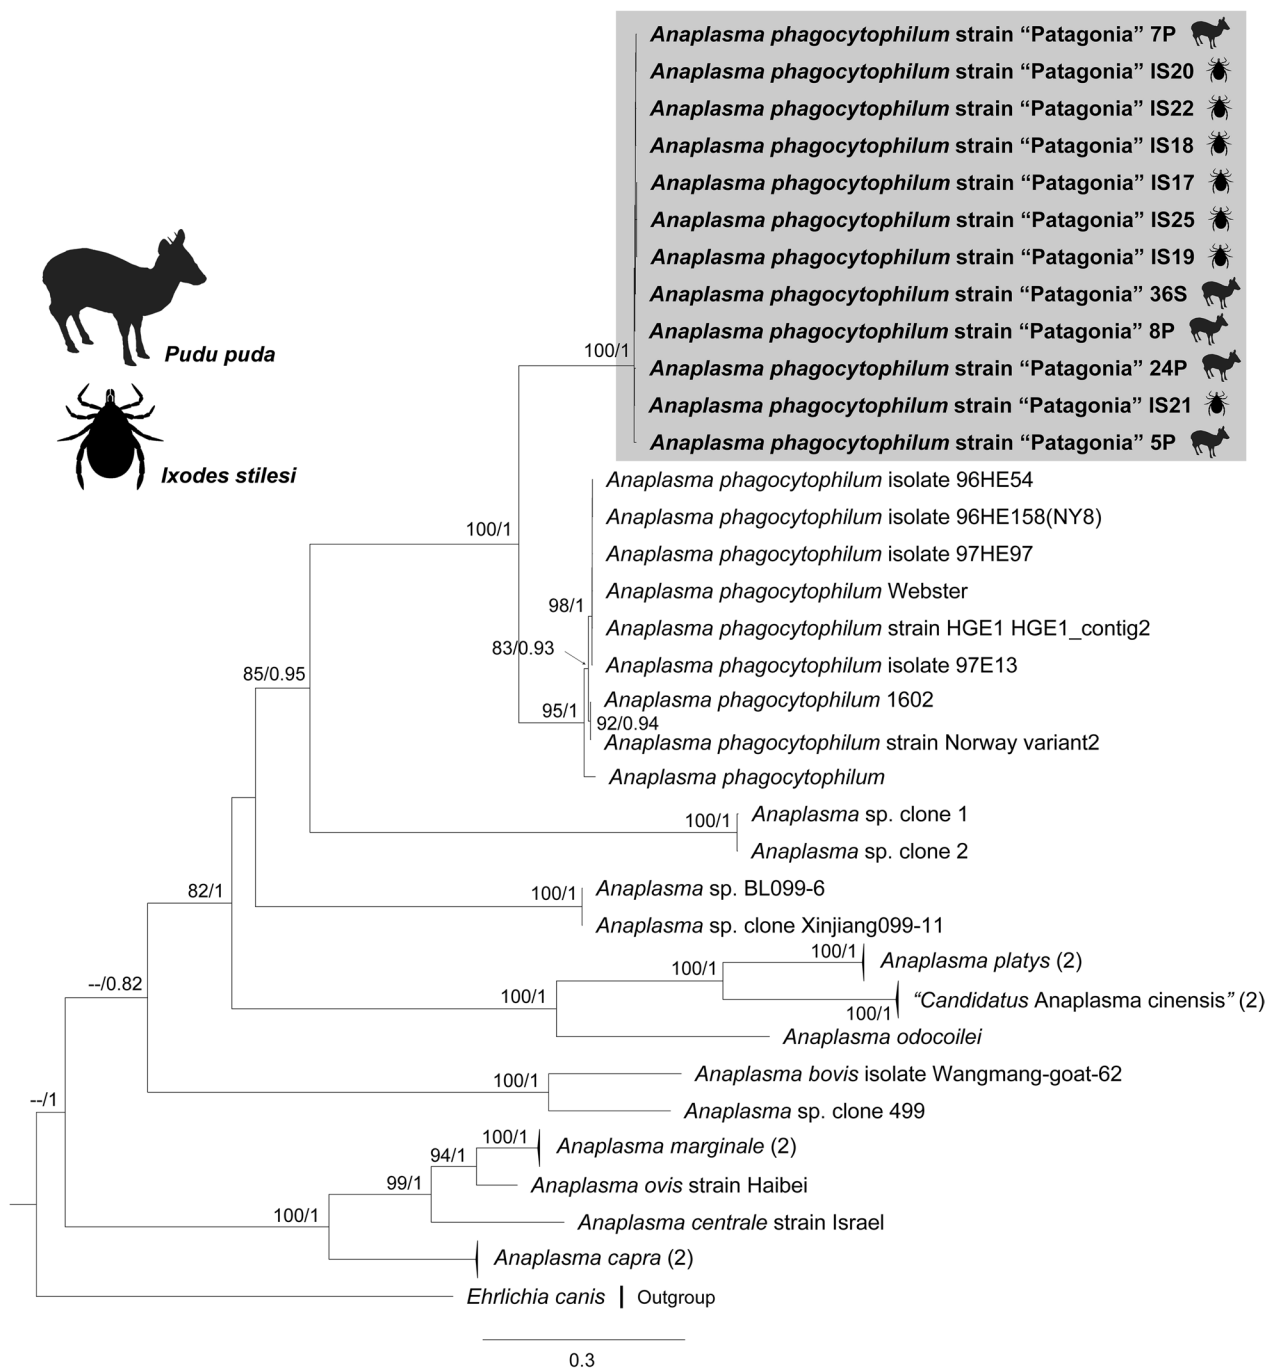 Anaplasma phagocytophilum strain “Patagonia” 7P
Anaplasma phagocytophilum strain “Patagonia” IS20
Anaplasma phagocytophilum strain “Patagonia” IS22
Anaplasma phagocytophilum strain “Patagonia” IS18
Anaplasma phagocytophilum strain “Patagonia” IS17
Anaplasma phagocytophilum strain “Patagonia” IS25
Anaplasma phagocytophilum strain “Patagonia” IS19
Anaplasma phagocytophilum strain “Patagonia” 36S
Anaplasma phagocytophilum strain “Patagonia” 8P
Pudu puda
100/1
Anaplasma phagocytophilum strain “Patagonia” 24P
Anaplasma phagocytophilum strain “Patagonia” IS21
Anaplasma phagocytophilum strain “Patagonia” 5P
Ixodes stilesi
Anaplasma phagocytophilum isolate 96HE54
100/1
Anaplasma phagocytophilum isolate 96HE158(NY8)
Anaplasma phagocytophilum isolate 97HE97
Anaplasma phagocytophilum Webster
98/1
Anaplasma phagocytophilum strain HGE1 HGE1_contig2
83/0.93
Anaplasma phagocytophilum isolate 97E13
85/0.95
Anaplasma phagocytophilum 1602
95/1
92/0.94
Anaplasma phagocytophilum strain Norway variant2
Anaplasma phagocytophilum
100/1
Anaplasma sp. clone 1
Anaplasma sp. clone 2
82/1
100/1
Anaplasma sp. BL099-6
Anaplasma sp. clone Xinjiang099-11
100/1
Anaplasma platys (2)
100/1
--/0.82
100/1
“Candidatus Anaplasma cinensis” (2)
100/1
Anaplasma odocoilei
Anaplasma bovis isolate Wangmang-goat-62
100/1
Anaplasma sp. clone 499
--/1
100/1
Anaplasma marginale (2)
94/1
Anaplasma ovis strain Haibei
99/1
100/1
Anaplasma centrale strain Israel
Anaplasma capra (2)
Ehrlichia canis | Outgroup
0.3